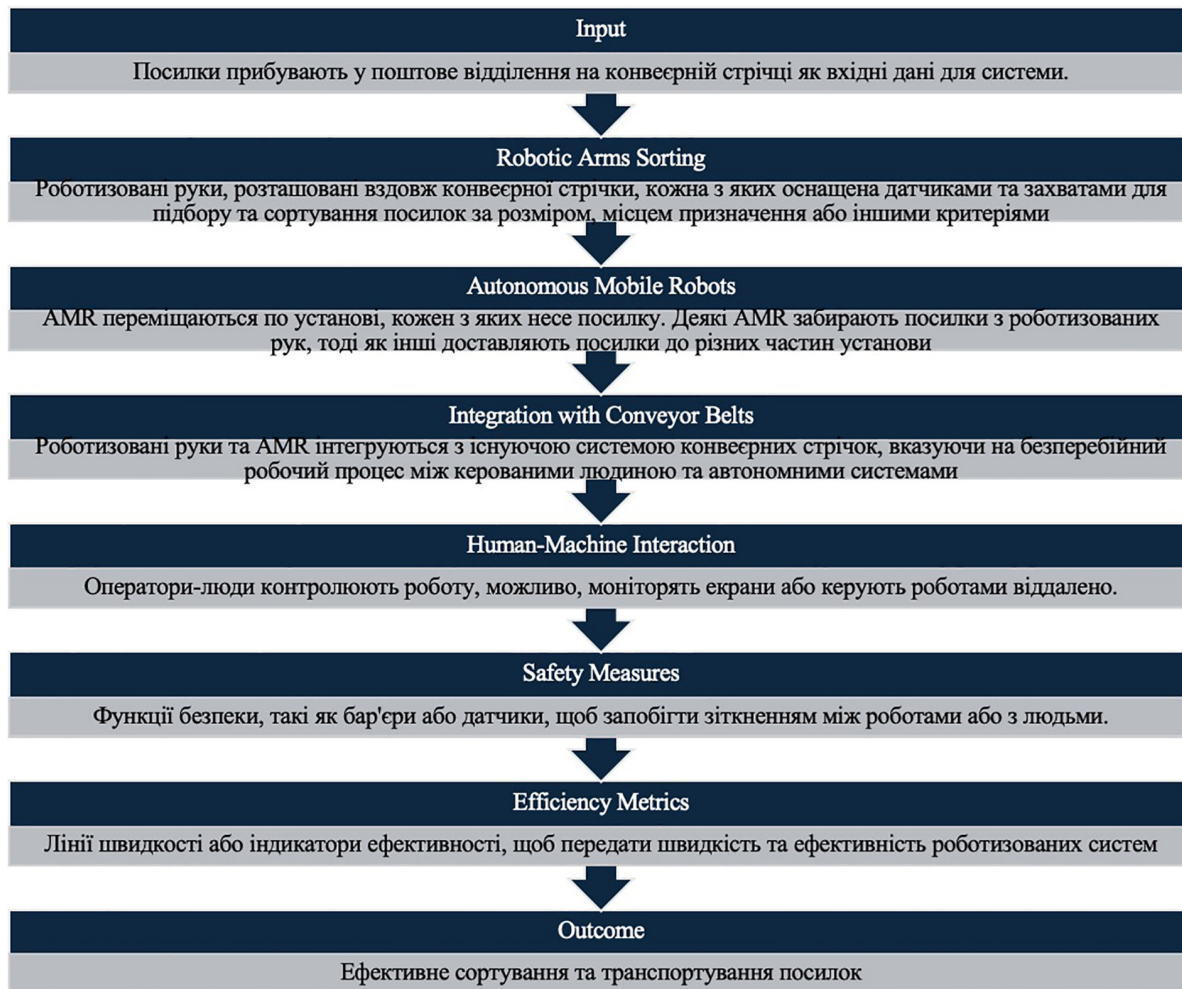 Input
Посилки прибувають у поштове відділення на конвеєрній стрічці як вхідні дані для системи.
Robotic Arms Sorting
Роботизовані руки, розташовані вздовж конвеєрної стрічки, кожна з яких оснащена датчиками та захватами для
підбору та сортування посилок за розміром, місцем призначення або іншими критеріями
Autonomous Mobile Robots
AMR переміщаються по установі, кожен з яких несе посилку. Деякі AMR забирають посилки з роботизованих
рук, тоді як інші доставляють посилки до різних частин установи
Integration with Conveyor Belts
Роботизовані руки та AMR інтегруються з існуючою системою конвеєрних стрічок, вказуючи на безперебійний
робочий процес між керованими людиною та автономними системами
Human-Machine Interaction
Оператори-люди контролюють роботу, можливо, моніторять екрани або керують роботами віддалено.
Safety Measures
Функції безпеки, такі як бар'єри або датчики, щоб запобігти зіткненням між роботами або з людьми.
Efficiency Metrics
Лінії швидкості або індикатори ефективності, щоб передати швидкість та ефективність роботизованих систем
Outcome
Ефективне сортування та транспортування посилок